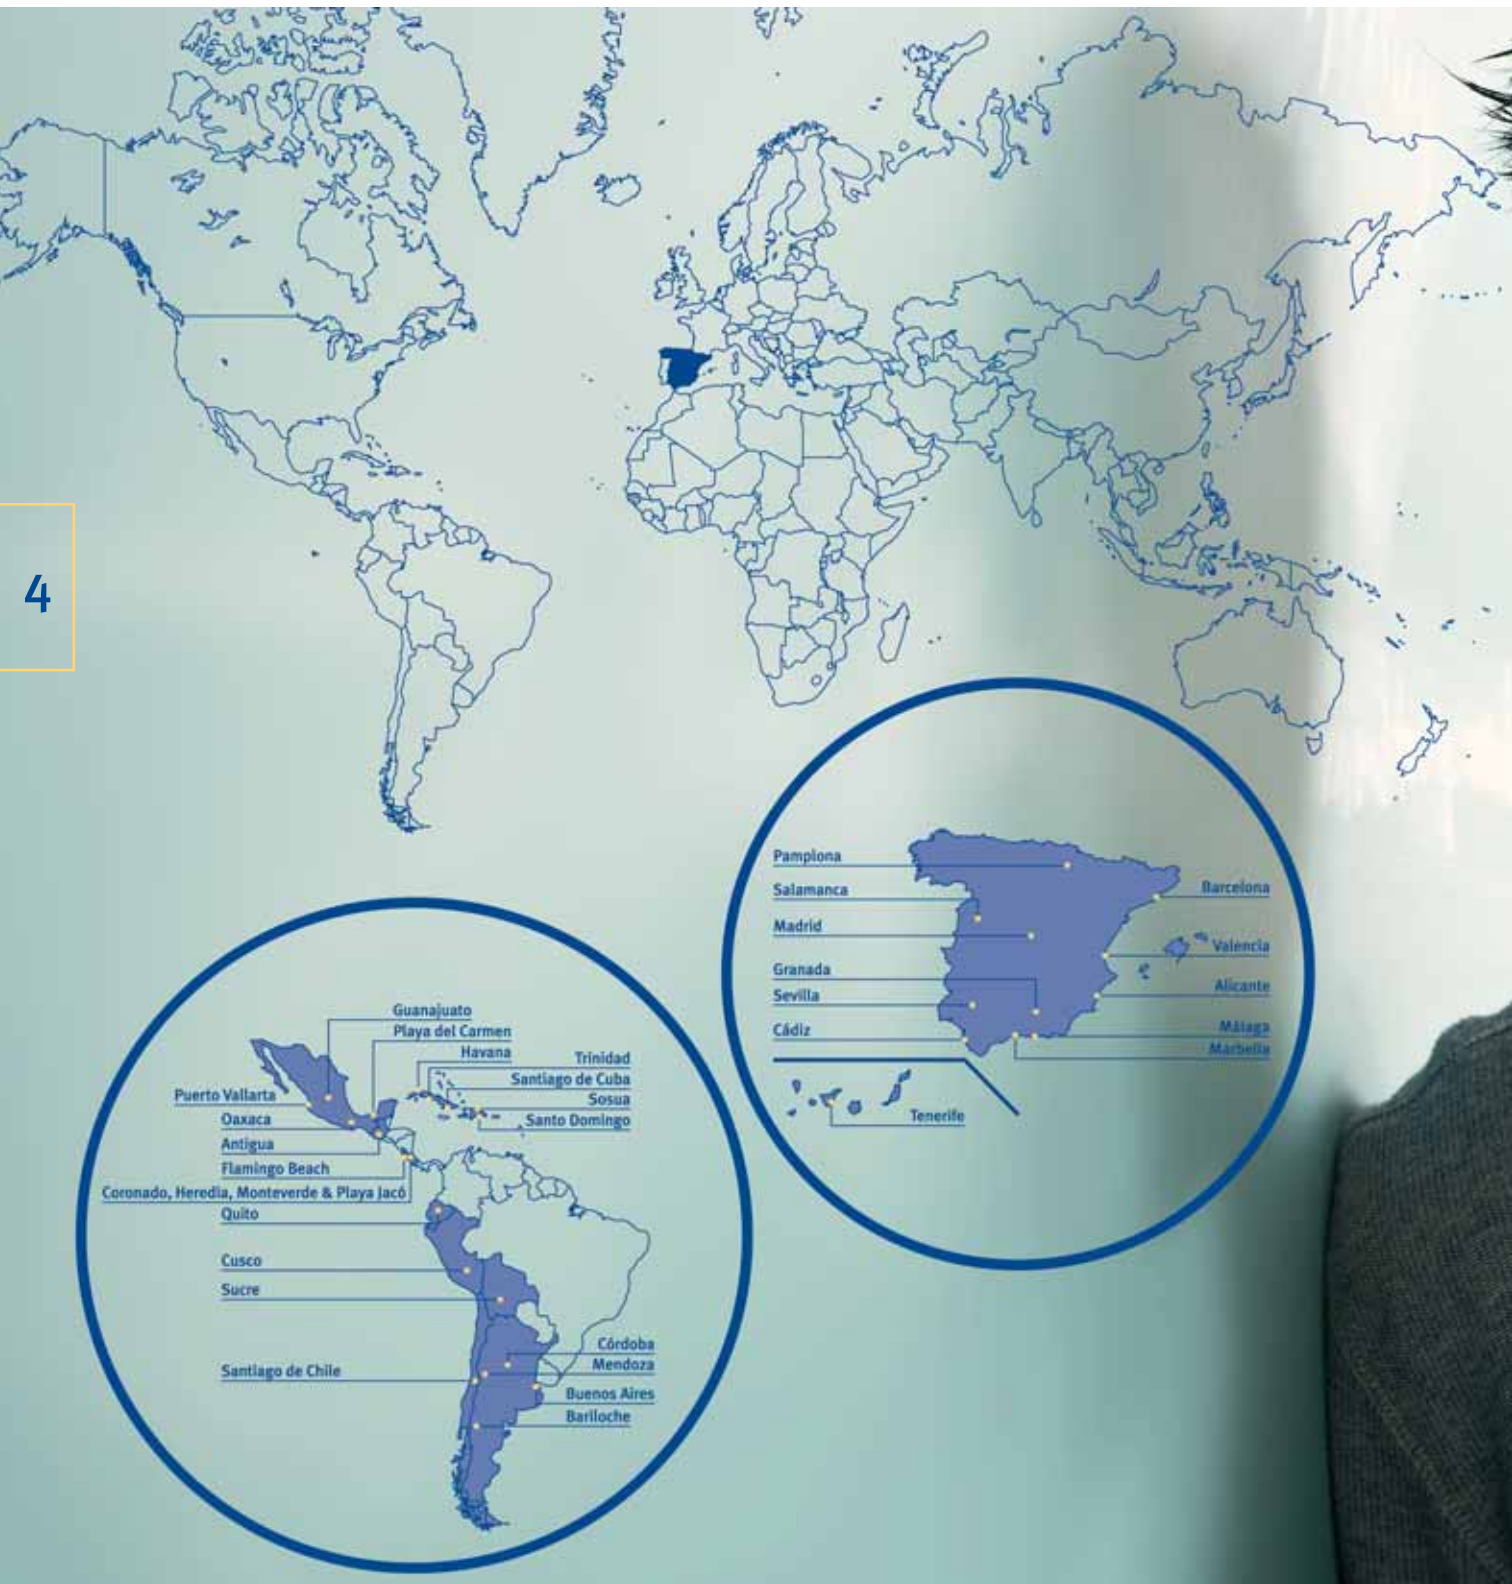 4
Pamplona
Salamanca
Madrid
Granada
Sevilla
Cádiz
Barcelona
Valencia
Alicante
Málaga
Marbella
Tenerife
Guanajuato
Playa del Carmen
Havana
Trinidad
Santiago de Cuba
Sosua
Santo Domingo
Puerto Vallarta
Oaxaca
Antigua
Flamingo Beach
Coronado, Heredia, Monteverde & Playa Jacó
Quito
Cusco
Sucre
Santiago de Chile
Córdoba
Mendoza
Buenos Aires
Bariloche